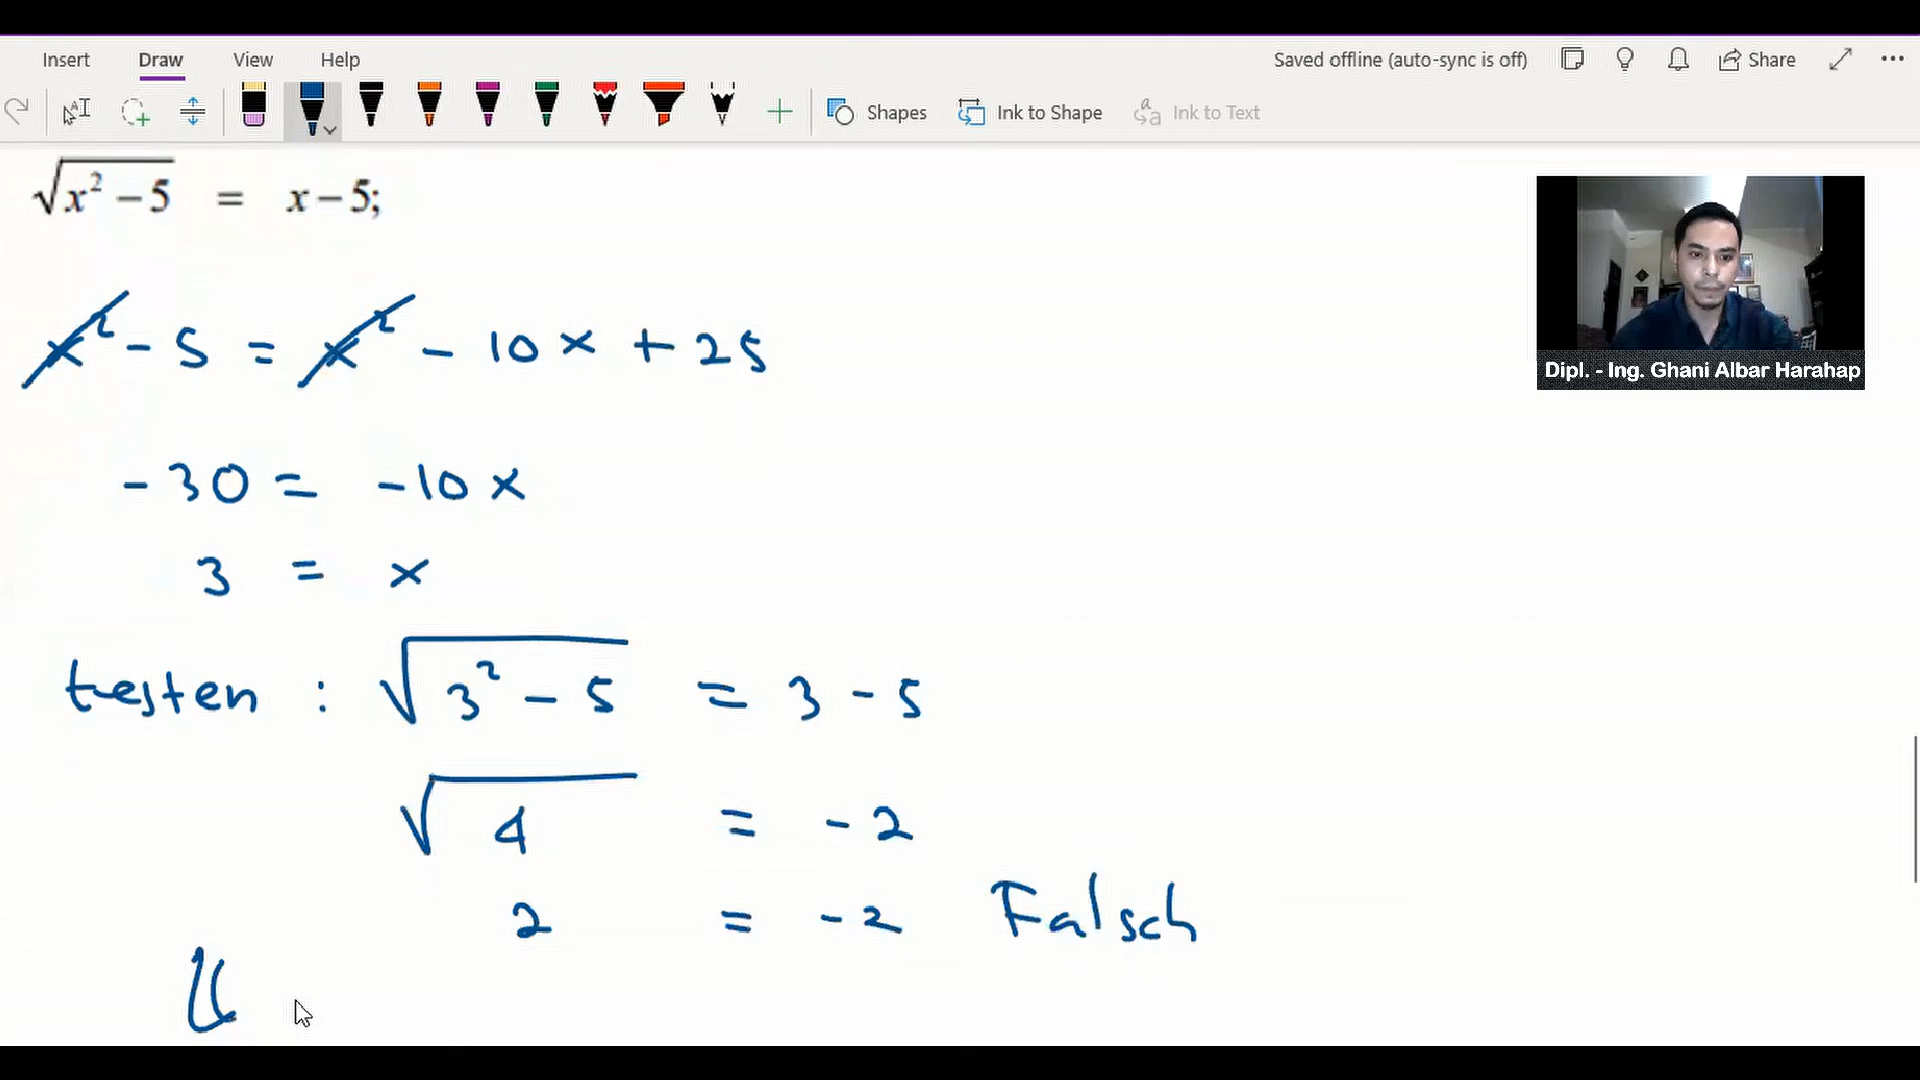 Insert Draw View Help Saved offline (auto-sync is off) Share
Shapes Ink to Shape Ink to Text
√(x² − 5) = x − 5;
x² - 5 = x² - 10x + 25
Dipl. - Ing. Ghani Albar Harahap
- 30 = - 10 x
3 = x
testen : √(3² - 5) = 3 - 5
√4 = - 2
2 = - 2 Falsch